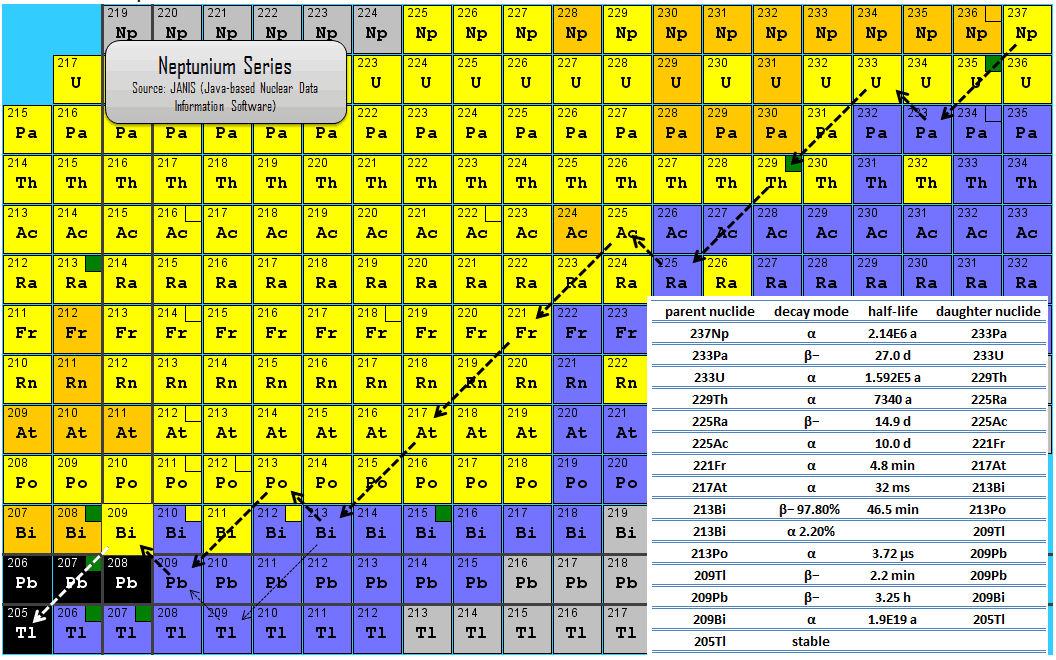 219 220 221 222 223 224 225 226 227 228 229 230 231 232 233 234 235 236 237
Np Np Np Np Np Np Np Np Np Np Np Np Np Np Np Np Np Np Np
217 223 224 225 226 227 228 229 230 231 232 233 234 235 236
U U U U U U U U U U U U U U U
Neptunium Series
Source: JANIS (Java-based Nuclear Data
Information Software)
215 216 222 223 224 225 226 227 228 229 230 231 232 233 234 235
Pa Pa Pa Pa Pa Pa Pa Pa Pa Pa Pa Pa Pa Pa Pa Pa Pa Pa Pa Pa Pa
214 215 216 217 218 219 220 221 222 223 224 225 226 227 228 229 230 231 232 233 234
Th Th Th Th Th Th Th Th Th Th Th Th Th Th Th Th Th Th Th Th Th
213 214 215 216 217 218 219 220 221 222 223 224 225 226 227 228 229 230 231 232 233
Ac Ac Ac Ac Ac Ac Ac Ac Ac Ac Ac Ac Ac Ac Ac Ac Ac Ac Ac Ac Ac
212 213 214 215 216 217 218 219 220 221 222 223 224 225 226 227 228 229 230 231 232
Ra Ra Ra Ra Ra Ra Ra Ra Ra Ra Ra Ra Ra Ra Ra Ra Ra Ra Ra Ra Ra
211 212 213 214 215 216 217 218 219 220 221 222 223
Fr Fr Fr Fr Fr Fr Fr Fr Fr Fr Fr Fr Fr
210 211 212 213 214 215 216 217 218 219 220 221 222
Rn Rn Rn Rn Rn Rn Rn Rn Rn Rn Rn Rn Rn
209 210 211 212 213 214 215 216 217 218 219 220 221
At At At At At At At At At At At At At
208 209 210 211 212 213 214 215 216 217 218 219 220
Po Po Po Po Po Po Po Po Po Po Po Po Po
207 208 209 210 211 212 213 214 215 216 217 218 219
Bi Bi Bi Bi Bi Bi Bi Bi Bi Bi Bi Bi Bi
206 207 208 209 210 211 212 213 214 215 216 217 218
Pb Pb Pb Pb Pb Pb Pb Pb Pb Pb Pb Pb Pb
205 206 207 208 209 210 211 212 213 214 215 216 217
Tl Tl Tl Tl Tl Tl Tl Tl Tl Tl Tl Tl Tl
parent nuclide decay mode half-life daughter nuclide
237Np α 2.14E6 a 233Pa
233Pa β− 27.0 d 233U
233U α 1.592E5 a 229Th
229Th α 7340 a 225Ra
225Ra β− 14.9 d 225Ac
225Ac α 10.0 d 221Fr
221Fr α 4.8 min 217At
217At α 32 ms 213Bi
213Bi β− 97.80% 46.5 min 213Po
213Bi α 2.20% 209Tl
213Po α 3.72 µs 209Pb
209Tl β− 2.2 min 209Pb
209Pb β− 3.25 h 209Bi
209Bi α 1.9E19 a 205Tl
205Tl stable